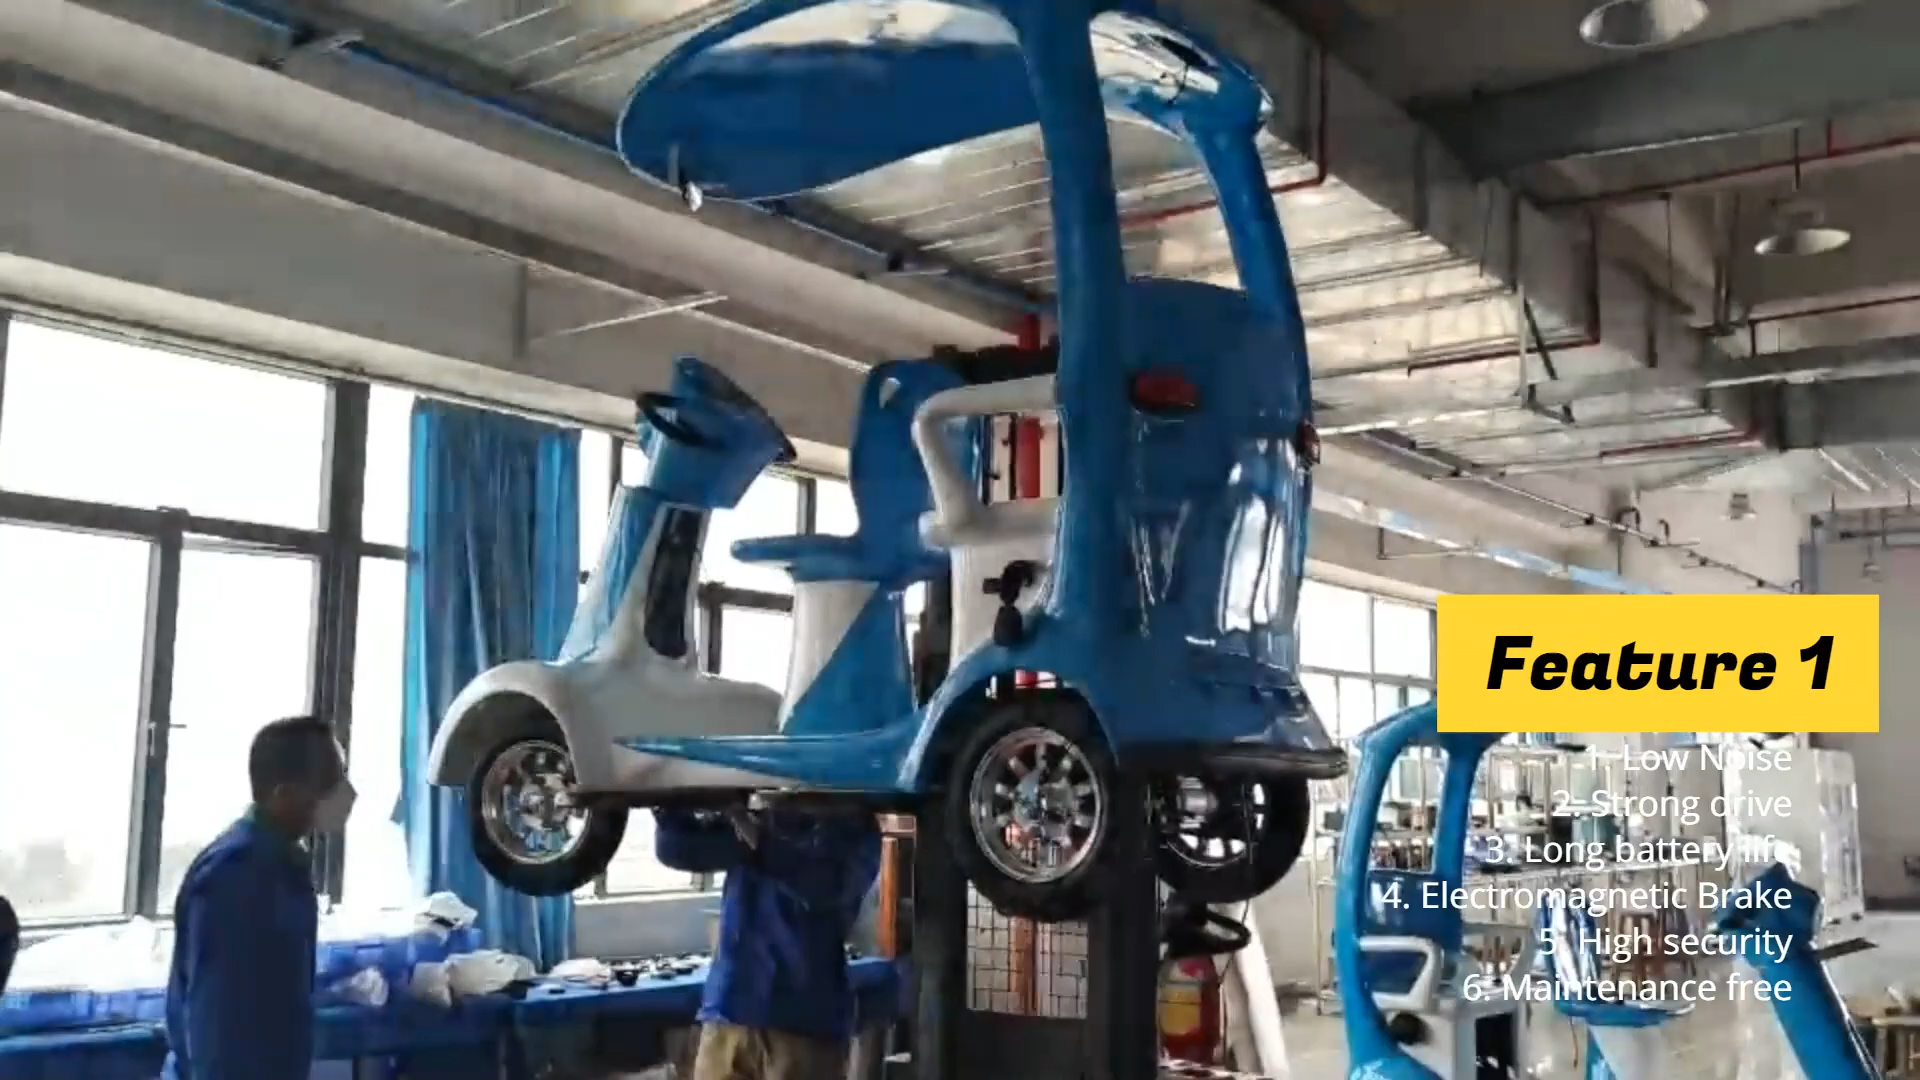 Feature 1
1. Low Noise
2. Strong drive
3. Long battery life
4. Electromagnetic Brake
5. High security
6. Maintenance free